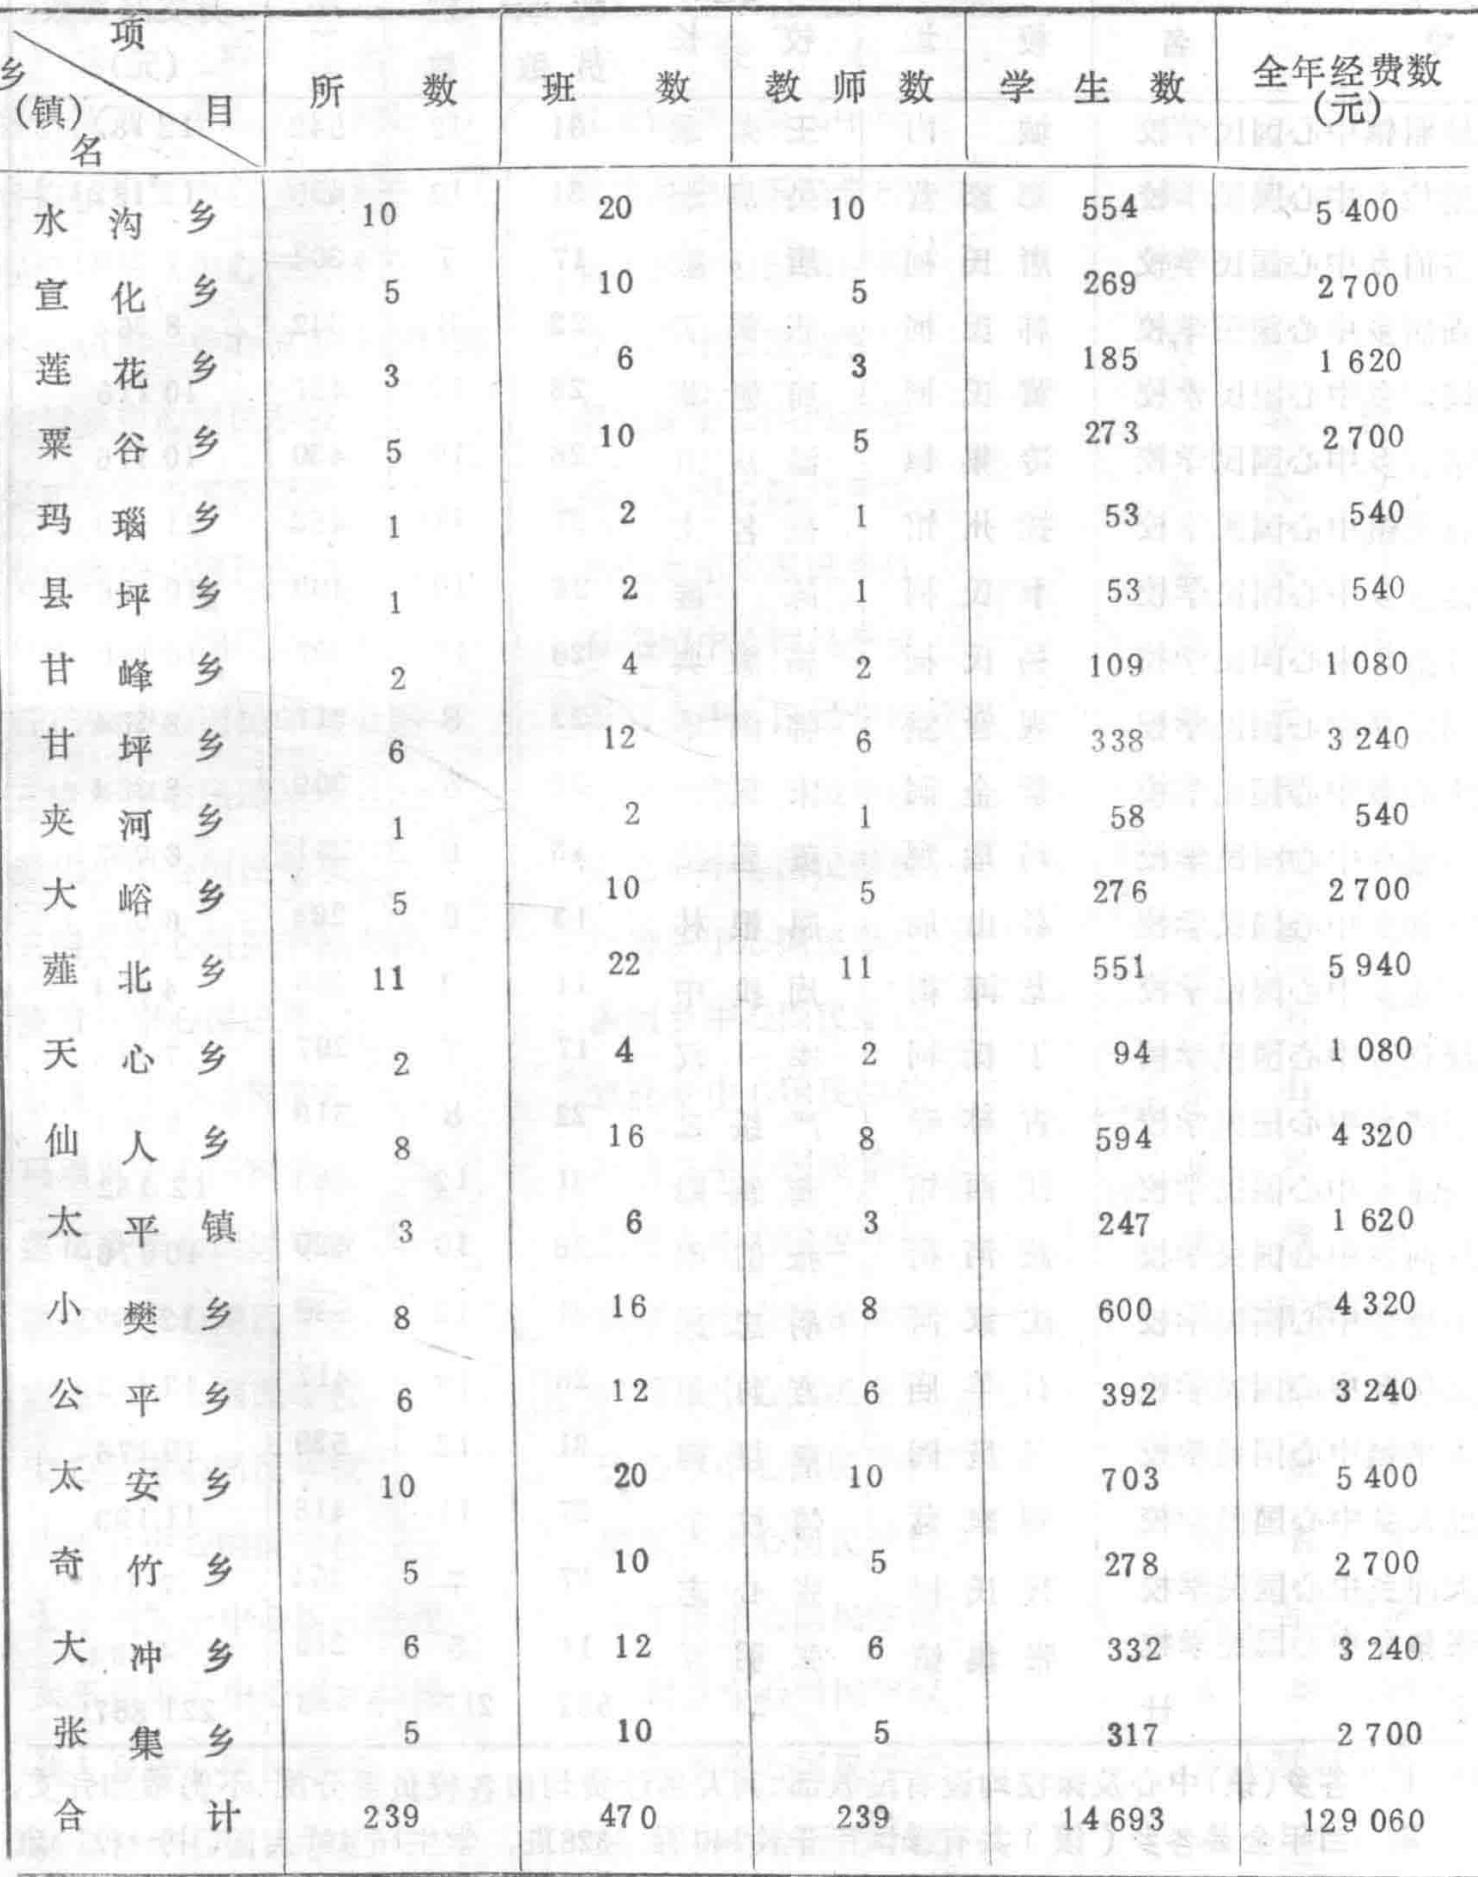 项
目
乡
(镇)
名
所 数 班 数 教 师 数 学 生 数 全年经费数
(元)
水 沟 乡 10 20 10 554 5 400
宣 化 乡 5 10 5 269 2 700
莲 花 乡 3 6 3 185 1 620
粟 谷 乡 5 10 5 273 2 700
玛 瑙 乡 1 2 1 53 540
县 坪 乡 1 2 1 53 540
甘 峰 乡 2 4 2 109 1 080
甘 坪 乡 6 12 6 338 3 240
夹 河 乡 1 2 1 58 540
大 峪 乡 5 10 5 276 2 700
薤 北 乡 11 22 11 551 5 940
天 心 乡 2 4 2 94 1 080
仙 人 乡 8 16 8 594 4 320
太 平 镇 3 6 3 247 1 620
小 樊 乡 8 16 8 600 4 320
公 平 乡 6 12 6 392 3 240
太 安 乡 10 20 10 703 5 400
奇 竹 乡 5 10 5 278 2 700
大 冲 乡 6 12 6 332 3 240
张 集 乡 5 10 5 317 2 700
合 计 239 470 239 14 693 129 060